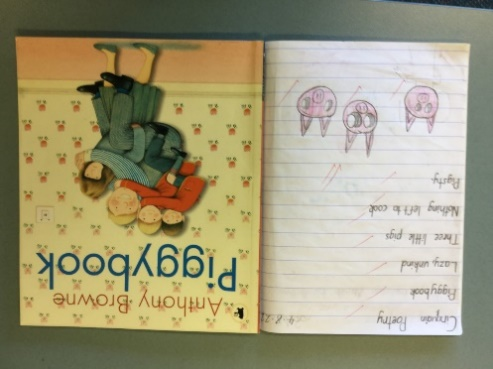 Anthony Browne
Piggybook
Cinquain Poetry
Piggybook
Lazy, unkind
Three little pigs
Nothing left to cook
Pigsty.